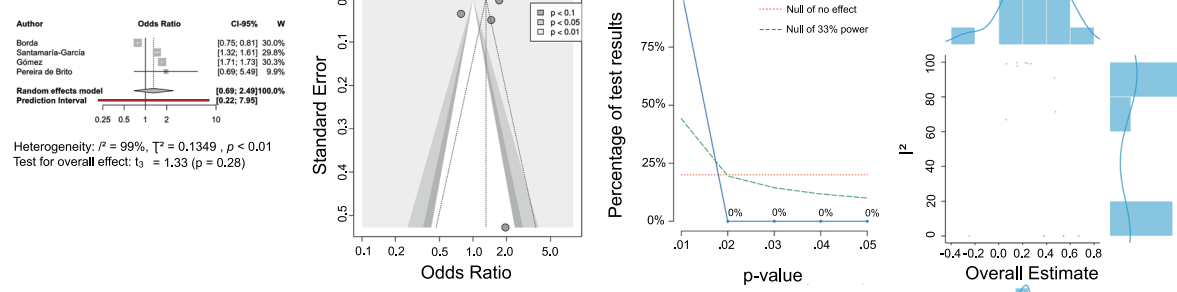 Author Odds Ratio CI-95% W
Borda [0.75; 0.81] 30.0%
Santamaría-García [1.32; 1.61] 29.8%
Gómez [1.71; 1.73] 30.3%
Pereira de Brito [0.69; 5.49] 9.9%
Random effects model [0.69; 2.49]100.0%
Prediction Interval [0.22; 7.95]
0.25 0.5 1 2 10
Heterogeneity: I² = 99%, τ² = 0.1349 , p < 0.01
Test for overall effect: t₃ = 1.33 (p = 0.28)
Standard Error
0.1
0.2
0.3
0.4
0.5
p < 0.1
p < 0.05
p < 0.01
0.1 0.2 0.5 1.0 2.0 5.0
Odds Ratio
Percentage of test results
75%
50%
25%
0%
Null of no effect
Null of 33% power
0% 0% 0% 0%
.01 .02 .03 .04 .05
p-value
I²
100
80
60
40
20
0
-0.4 -0.2 0.0 0.2 0.4 0.6 0.8
Overall Estimate